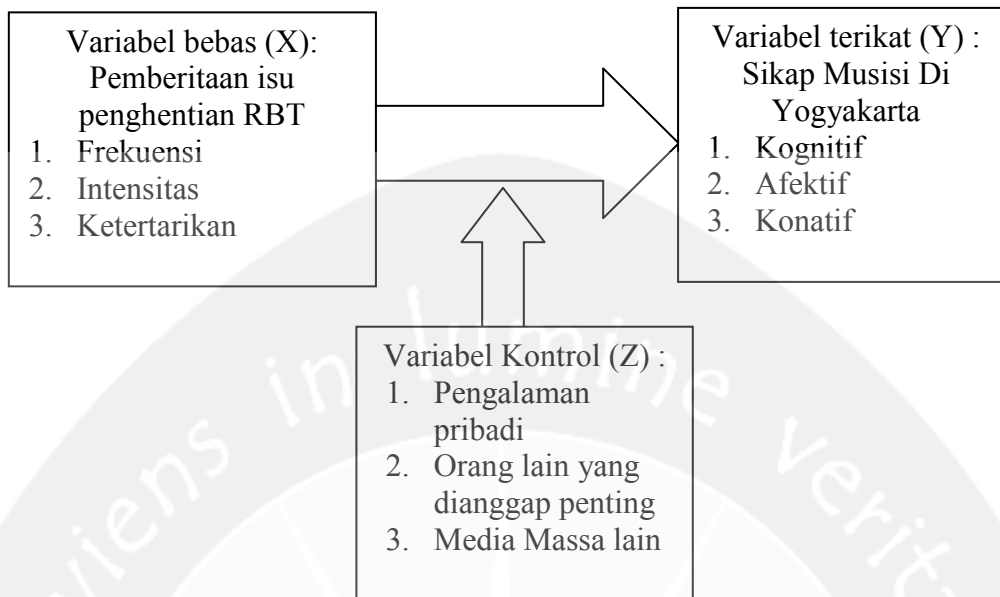 Variabel bebas (X):
Pemberitaan isu
penghentian RBT
1. Frekuensi
2. Intensitas
3. Ketertarikan
Variabel terikat (Y) :
Sikap Musisi Di
Yogyakarta
1. Kognitif
2. Afektif
3. Konatif
Variabel Kontrol (Z) :
1. Pengalaman
pribadi
2. Orang lain yang
dianggap penting
3. Media Massa lain
in lumine